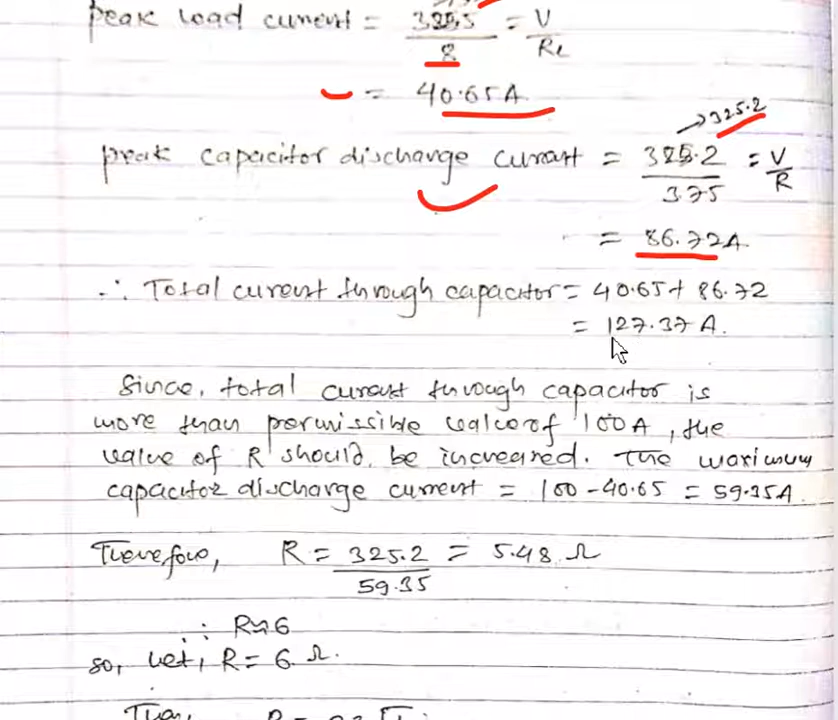 peak load current = 325.5 = V
8 RL
= 40.65A
→325.2
peak capacitor discharge current = 325.2 = V
3.75 R
= 86.72A
∴ Total current through capacitor = 40.65 + 86.72
= 127.37 A.
Since, total current through capacitor is
more than permissible value of 100A, the
value of R should, be increared. The maximum
capacitor discharge current = 100 - 40.65 = 59.35A.
Therefore, R = 325.2 = 5.48 Ω
59.35
∴ R≈6
so, let, R = 6 Ω.